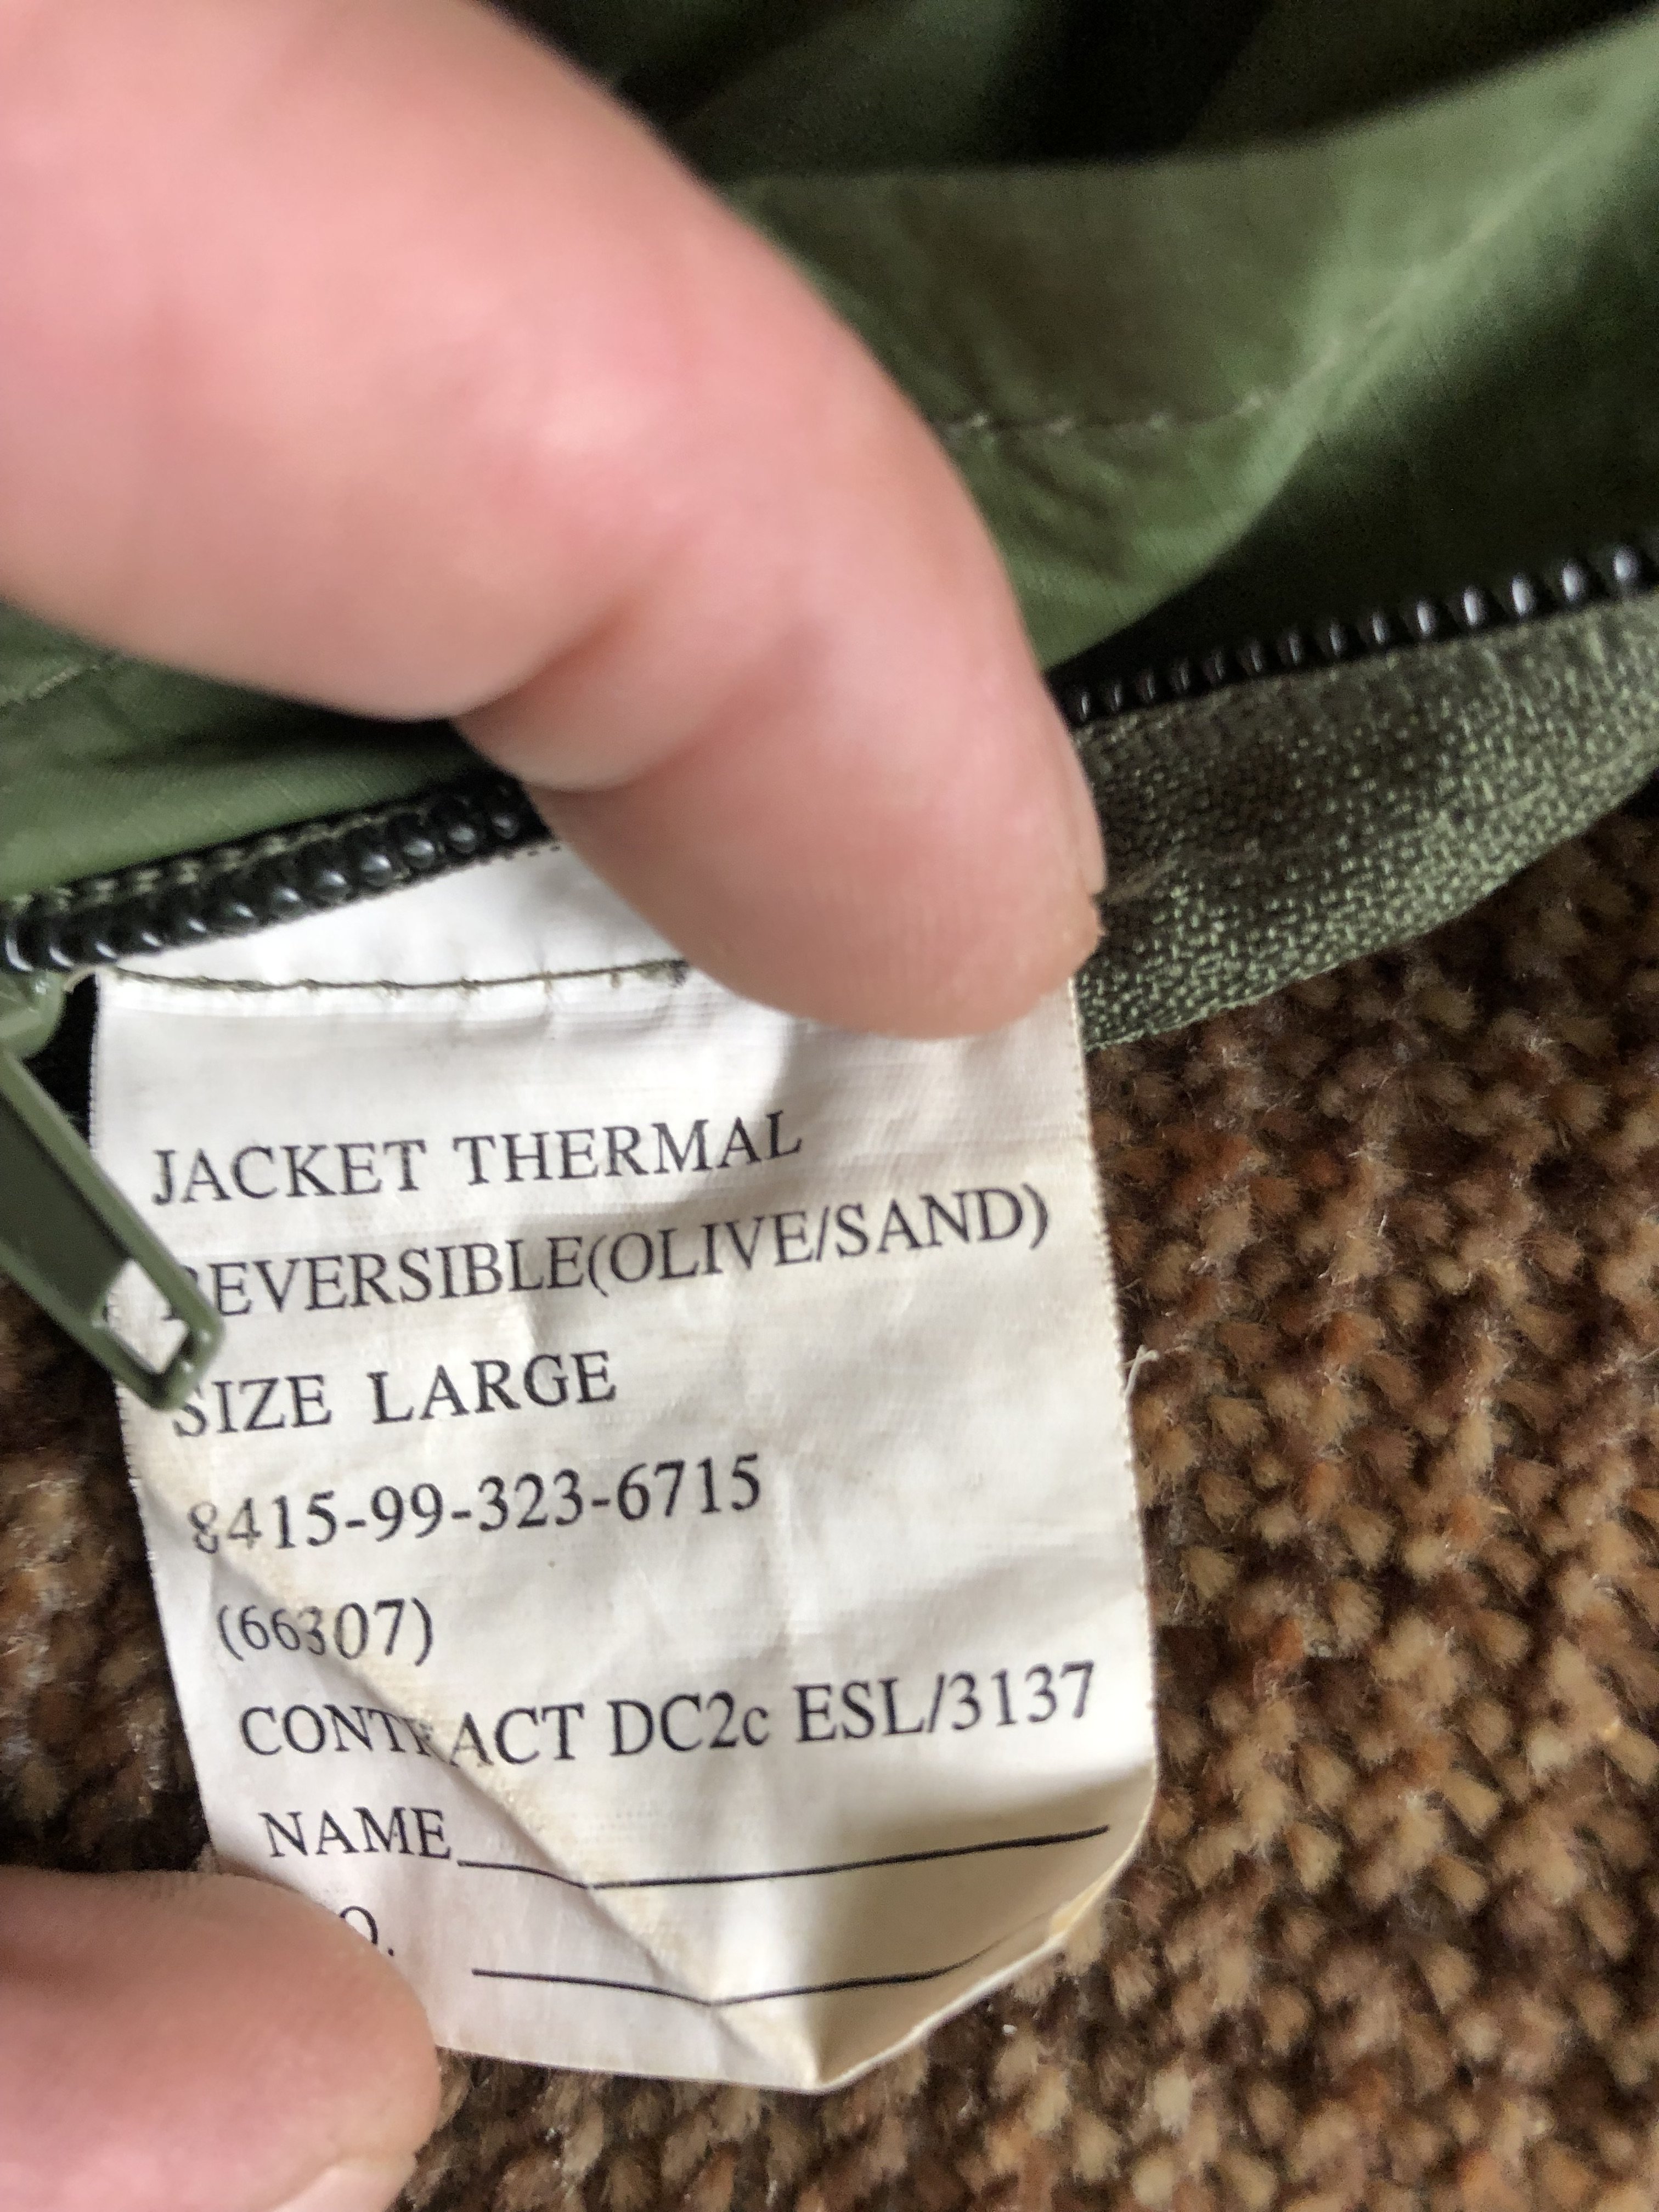 JACKET THERMAL
REVERSIBLE(OLIVE/SAND)
SIZE LARGE
8415-99-323-6715
(66307)
CONTRACT DC2c ESL/3137
NAME